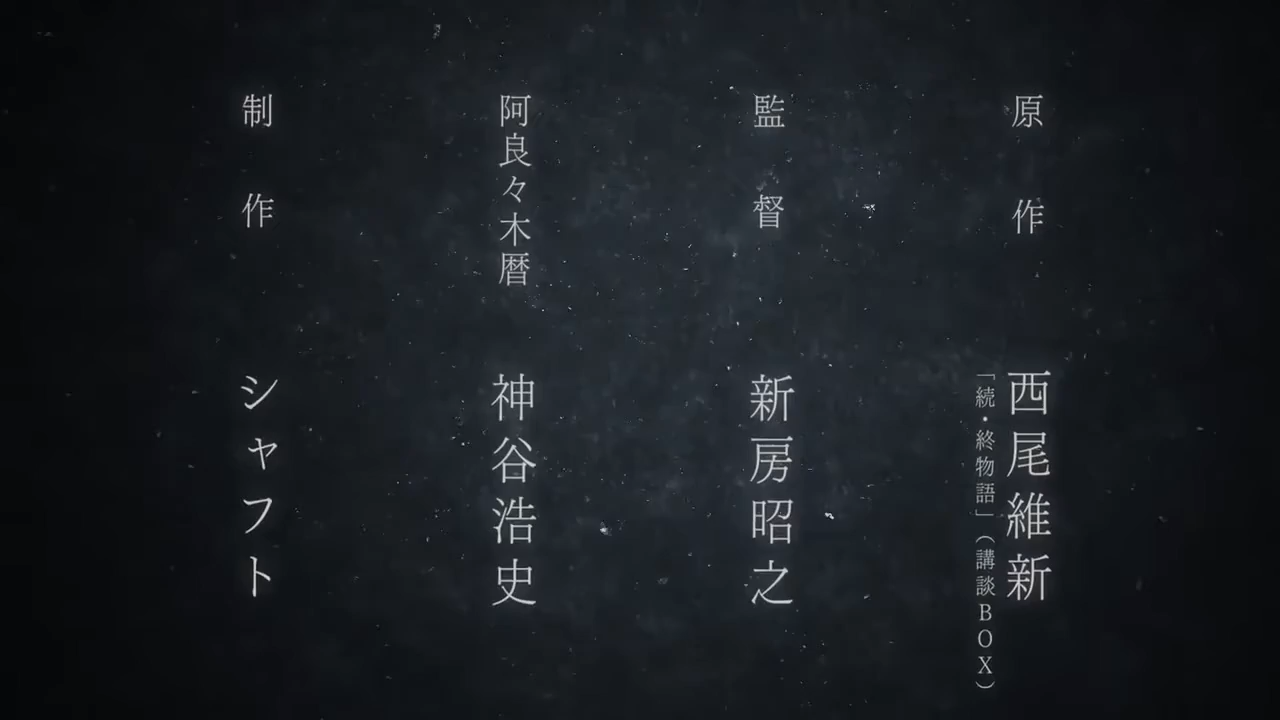 原作
西尾維新
「続・終物語」(講談BOX)
監督
新房昭之
阿良々木暦
神谷浩史
制作
シャフト